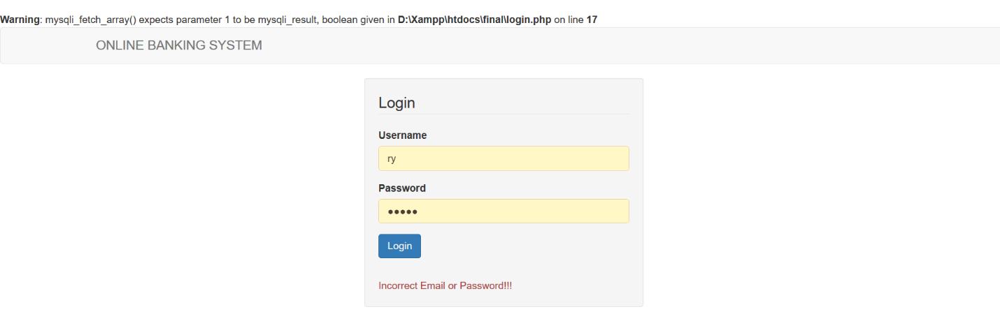 Warning: mysqli_fetch_array() expects parameter 1 to be mysqli_result, boolean given in D:\Xampp\htdocs\final\login.php on line 17
ONLINE BANKING SYSTEM
Login
Username
ry
Password
•••••
Login
Incorrect Email or Password!!!